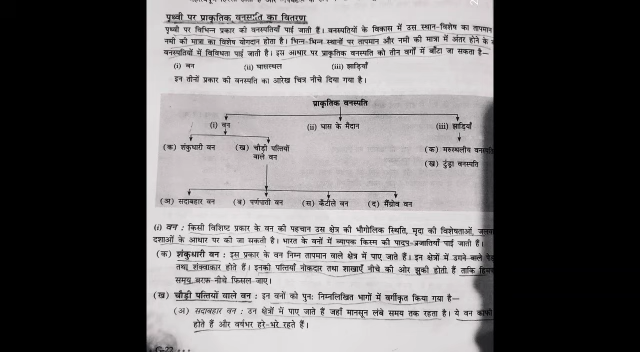 पृथ्वी पर प्राकृतिक वनस्पति का वितरण
पृथ्वी पर विभिन्न प्रकार की वनस्पतियाँ पाई जाती हैं। वनस्पतियों के विकास में उस स्थान-विशेष का तापमान
नमी की मात्रा का विशेष योगदान होता है। भिन्न-भिन्न स्थानों पर तापमान और नमी की मात्रा में अंतर होने के
वनस्पतियों में विविधता पाई जाती है। इस आधार पर प्राकृतिक वनस्पति को तीन वर्गों में बाँटा जा सकता है—
(i) वन (ii) घासस्थल (iii) झाड़ियाँ
इन तीनों प्रकार की वनस्पति का आरेख चित्र नीचे दिया गया है।
प्राकृतिक वनस्पति
(i) वन (ii) घास के मैदान (iii) झाड़ियाँ
(क) शंकुधारी वन (ख) चौड़ी पत्तियों वाले वन (क) मरुस्थलीय वनस्पति
(ख) टुंड्रा वनस्पति
(अ) सदाबहार वन (ब) पर्णपाती वन (स) कँटीले वन (द) मैंग्रोव वन
(i) वन : किसी विशिष्ट प्रकार के वन की पहचान उस क्षेत्र की भौगोलिक स्थिति, मृदा की विशेषताओं,
दशाओं के आधार पर की जा सकती है। भारत के वनों में व्यापक किस्म की पादप-प्रजातियाँ पाई जाती हैं।
(क) शंकुधारी वन : इस प्रकार के वन निम्न तापमान वाले क्षेत्र में पाए जाते हैं। इन क्षेत्रों में उगने-वाले
तथा शंक्वाकार होते हैं। इनकी पत्तियाँ नोकदार तथा शाखाएँ नीचे की ओर झुकी होती हैं ताकि
समय बरफ़ नीचे फिसल जाए।
(ख) चौड़ी पत्तियों वाले वन : इन वनों को पुनः निम्नलिखित भागों में वर्गीकृत किया गया है—
(अ) सदाबहार वन : उन क्षेत्रों में पाए जाते हैं जहाँ मानसून लंबे समय तक रहता है। ये वन काफी
होते हैं और वर्षभर हरे-भरे रहते हैं।